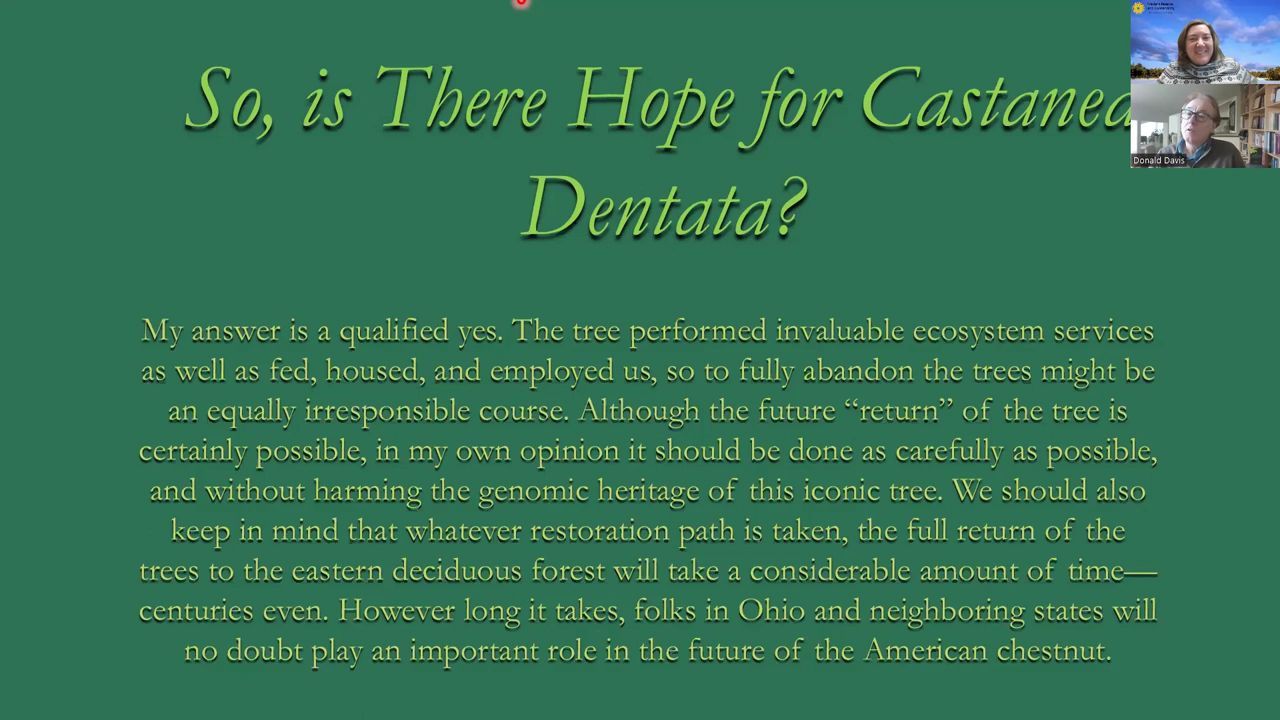 So, is There Hope for Castanea
Dentata?
My answer is a qualified yes. The tree performed invaluable ecosystem services
as well as fed, housed, and employed us, so to fully abandon the trees might be
an equally irresponsible course. Although the future “return” of the tree is
certainly possible, in my own opinion it should be done as carefully as possible,
and without harming the genomic heritage of this iconic tree. We should also
keep in mind that whatever restoration path is taken, the full return of the
trees to the eastern deciduous forest will take a considerable amount of time—
centuries even. However long it takes, folks in Ohio and neighboring states will
no doubt play an important role in the future of the American chestnut.
Donald Davis